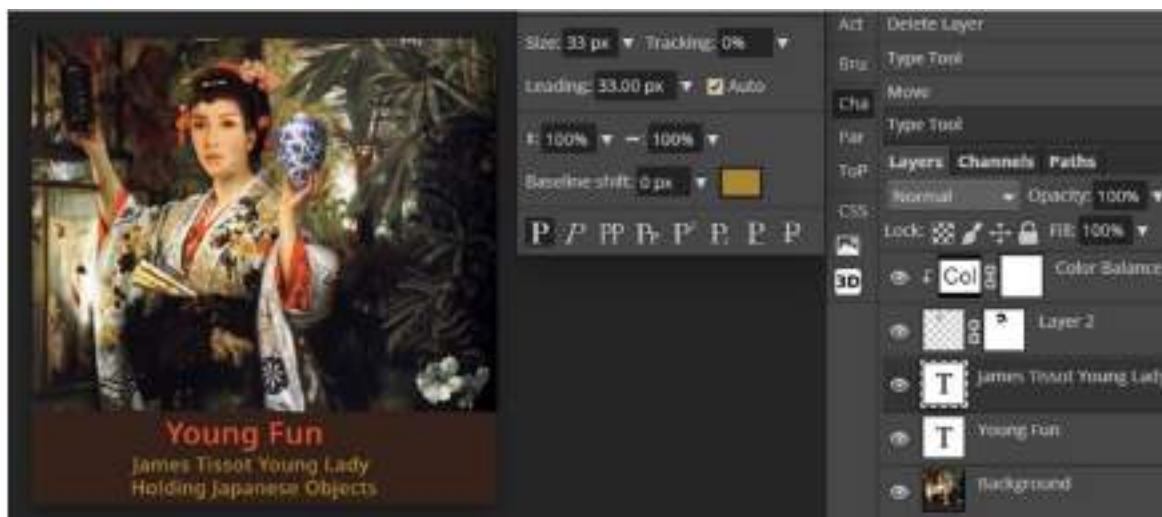 Young Fun
James Tissot Young Lady
Holding Japanese Objects
Size: 33 px Tracking: 0%
Leading: 33.00 px Auto
100% 100%
Baseline shift: 0 px
Act
Bru
Cha
Par
ToP
CSS
3D
Delete Layer
Type Tool
Move
Type Tool
Layers Channels Paths
Normal Opacity: 100%
Lock: Fill: 100%
Col Color Balance
Layer 2
T James Tissot Young Lady
T Young Fun
Background